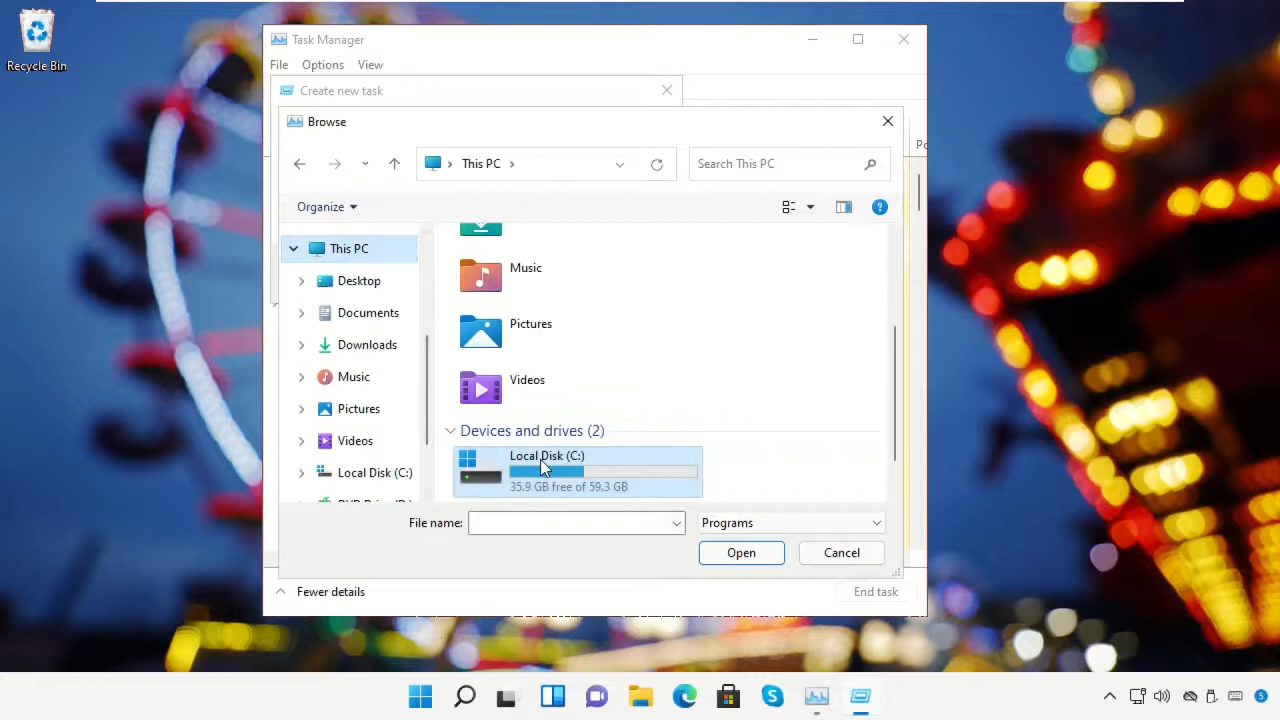 Recycle Bin
Task Manager
File Options View
Create new task
Browse
This PC
Search This PC
Organize
This PC
Desktop
Documents
Downloads
Music
Pictures
Videos
Local Disk (C:)
Music
Pictures
Videos
Devices and drives (2)
Local Disk (C:)
35.9 GB free of 59.3 GB
File name:
Programs
Open Cancel
Fewer details
End task
5